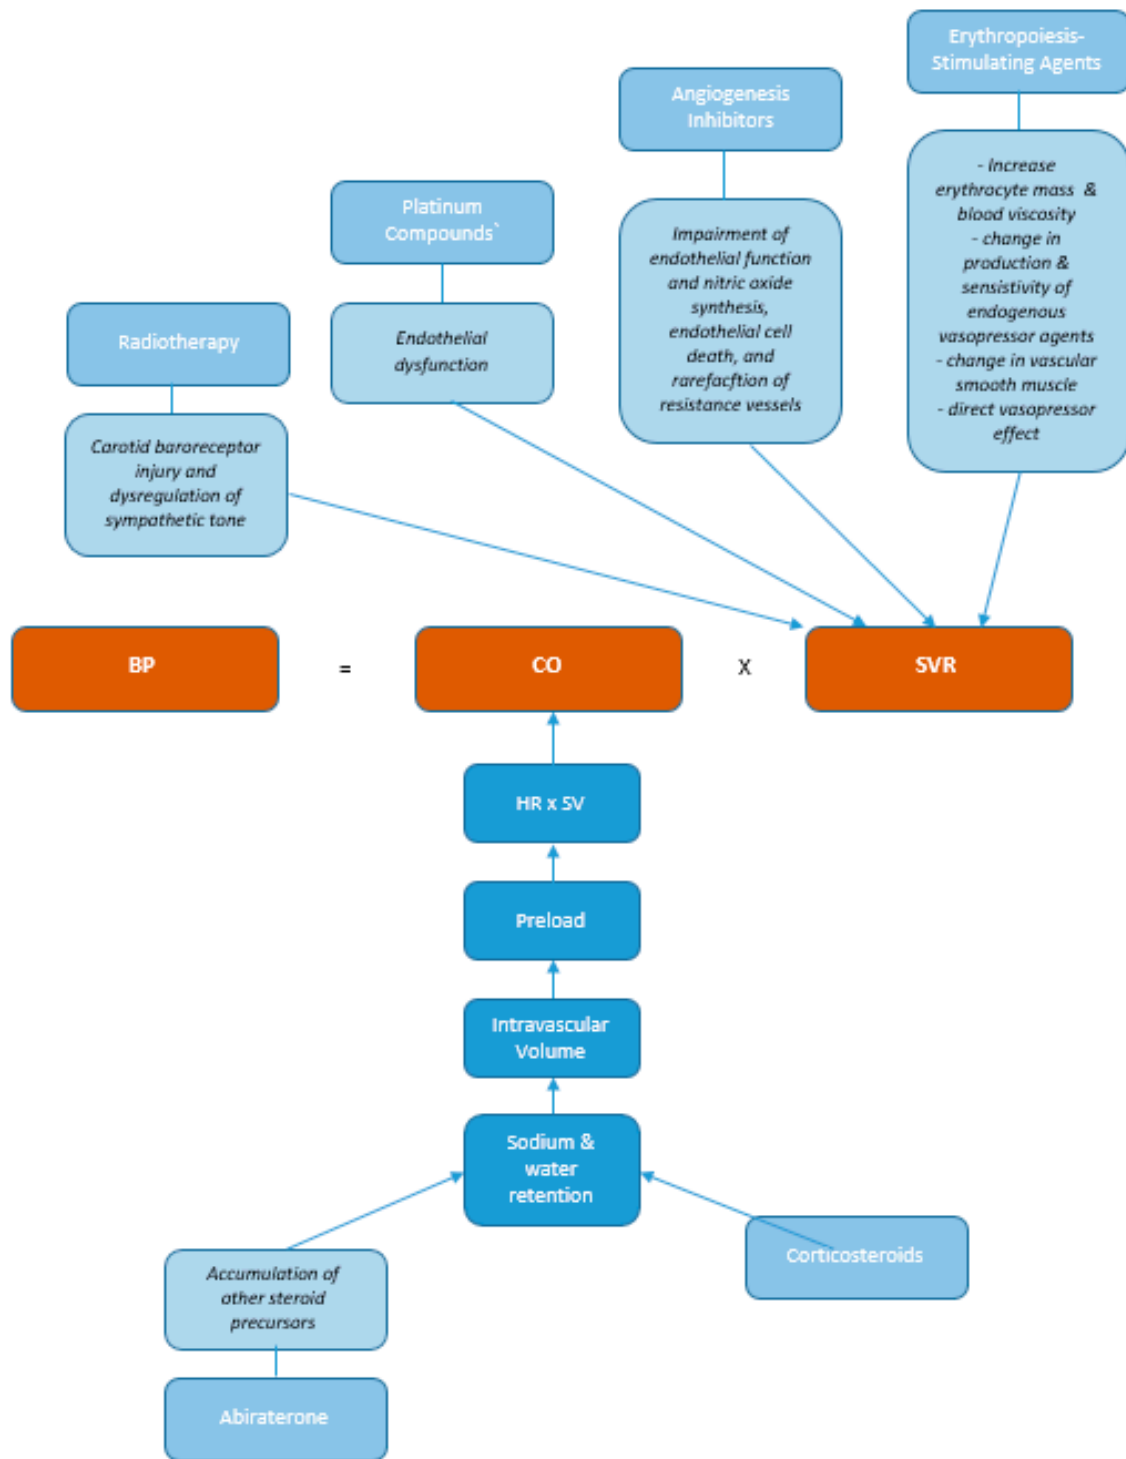 Erythropoiesis-
Stimulating Agents
Angiogenesis
Inhibitors
- Increase
erythrocyte mass & 
blood viscosity
- change in
production &
sensistivity of
endogenous
vasopressor agents
- change in vascular
smooth muscle
- direct vasopressor
effect
Platinum
Compounds`
Impairment of
endothelial function
and nitric oxide
synthesis,
endothelial cell
death, and
rarefacftion of
resistance vessels
Radiotherapy
Endothelial
dysfunction
Carotid baroreceptor
injury and
dysregulation of
sympathetic tone
BP = CO X SVR
HR x SV
Preload
Intravascular
Volume
Sodium &
water
retention
Corticosteroids
Accumulation of
other steroid
precursors
Abiraterone